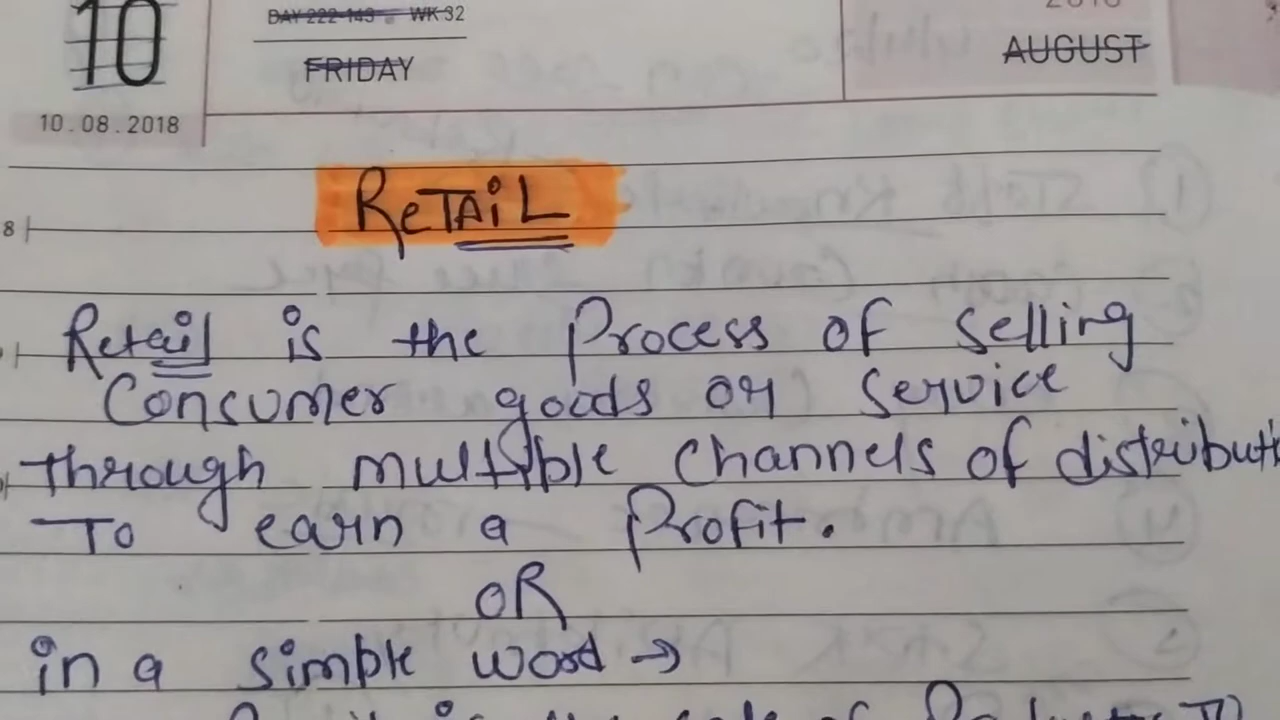 10
DAY 222-143 WK 32
FRIDAY
AUGUST
10.08.2018
RETAIL
8
Retail is the Process of Selling
Consumer goods or Service
through multiple Channels of distributi
To earn a Profit.
OR
in a simple word →